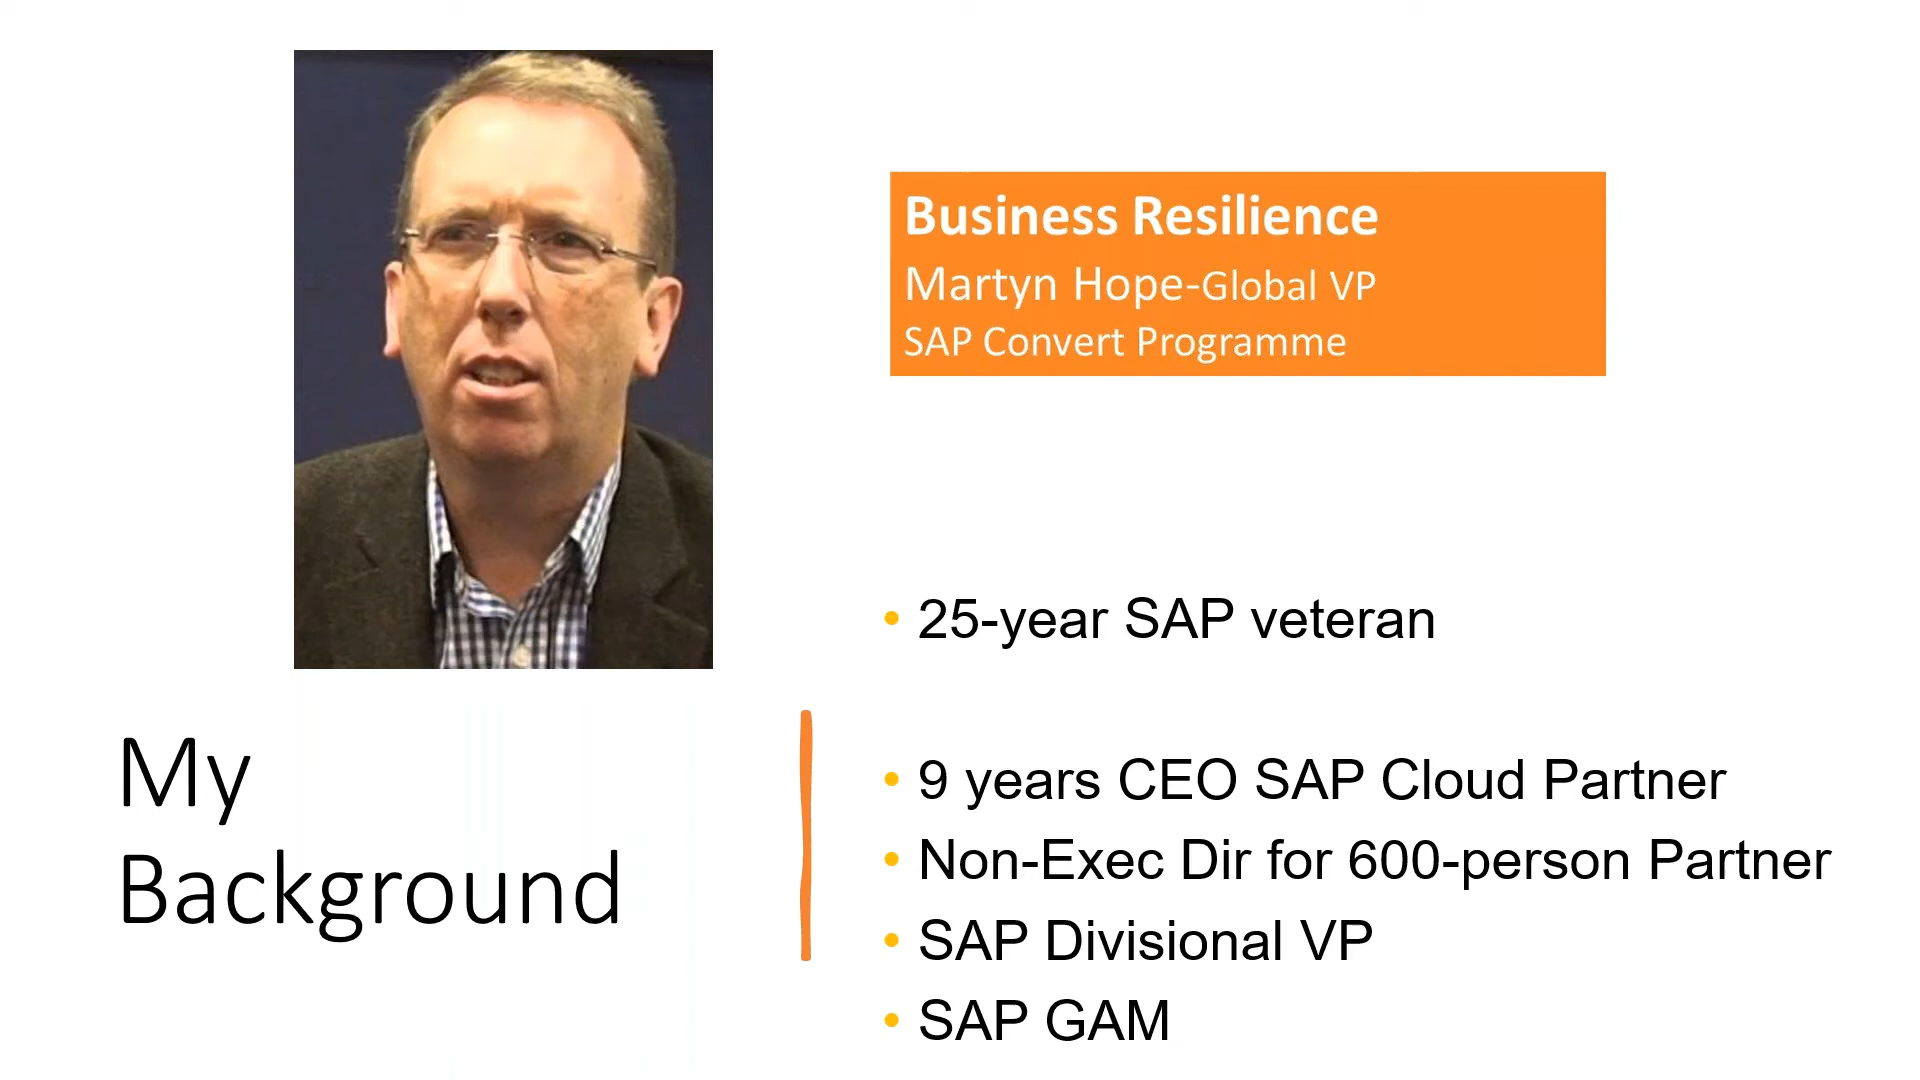 Business Resilience
Martyn Hope-Global VP
SAP Convert Programme
My
Background
• 25-year SAP veteran
• 9 years CEO SAP Cloud Partner
• Non-Exec Dir for 600-person Partner
• SAP Divisional VP
• SAP GAM